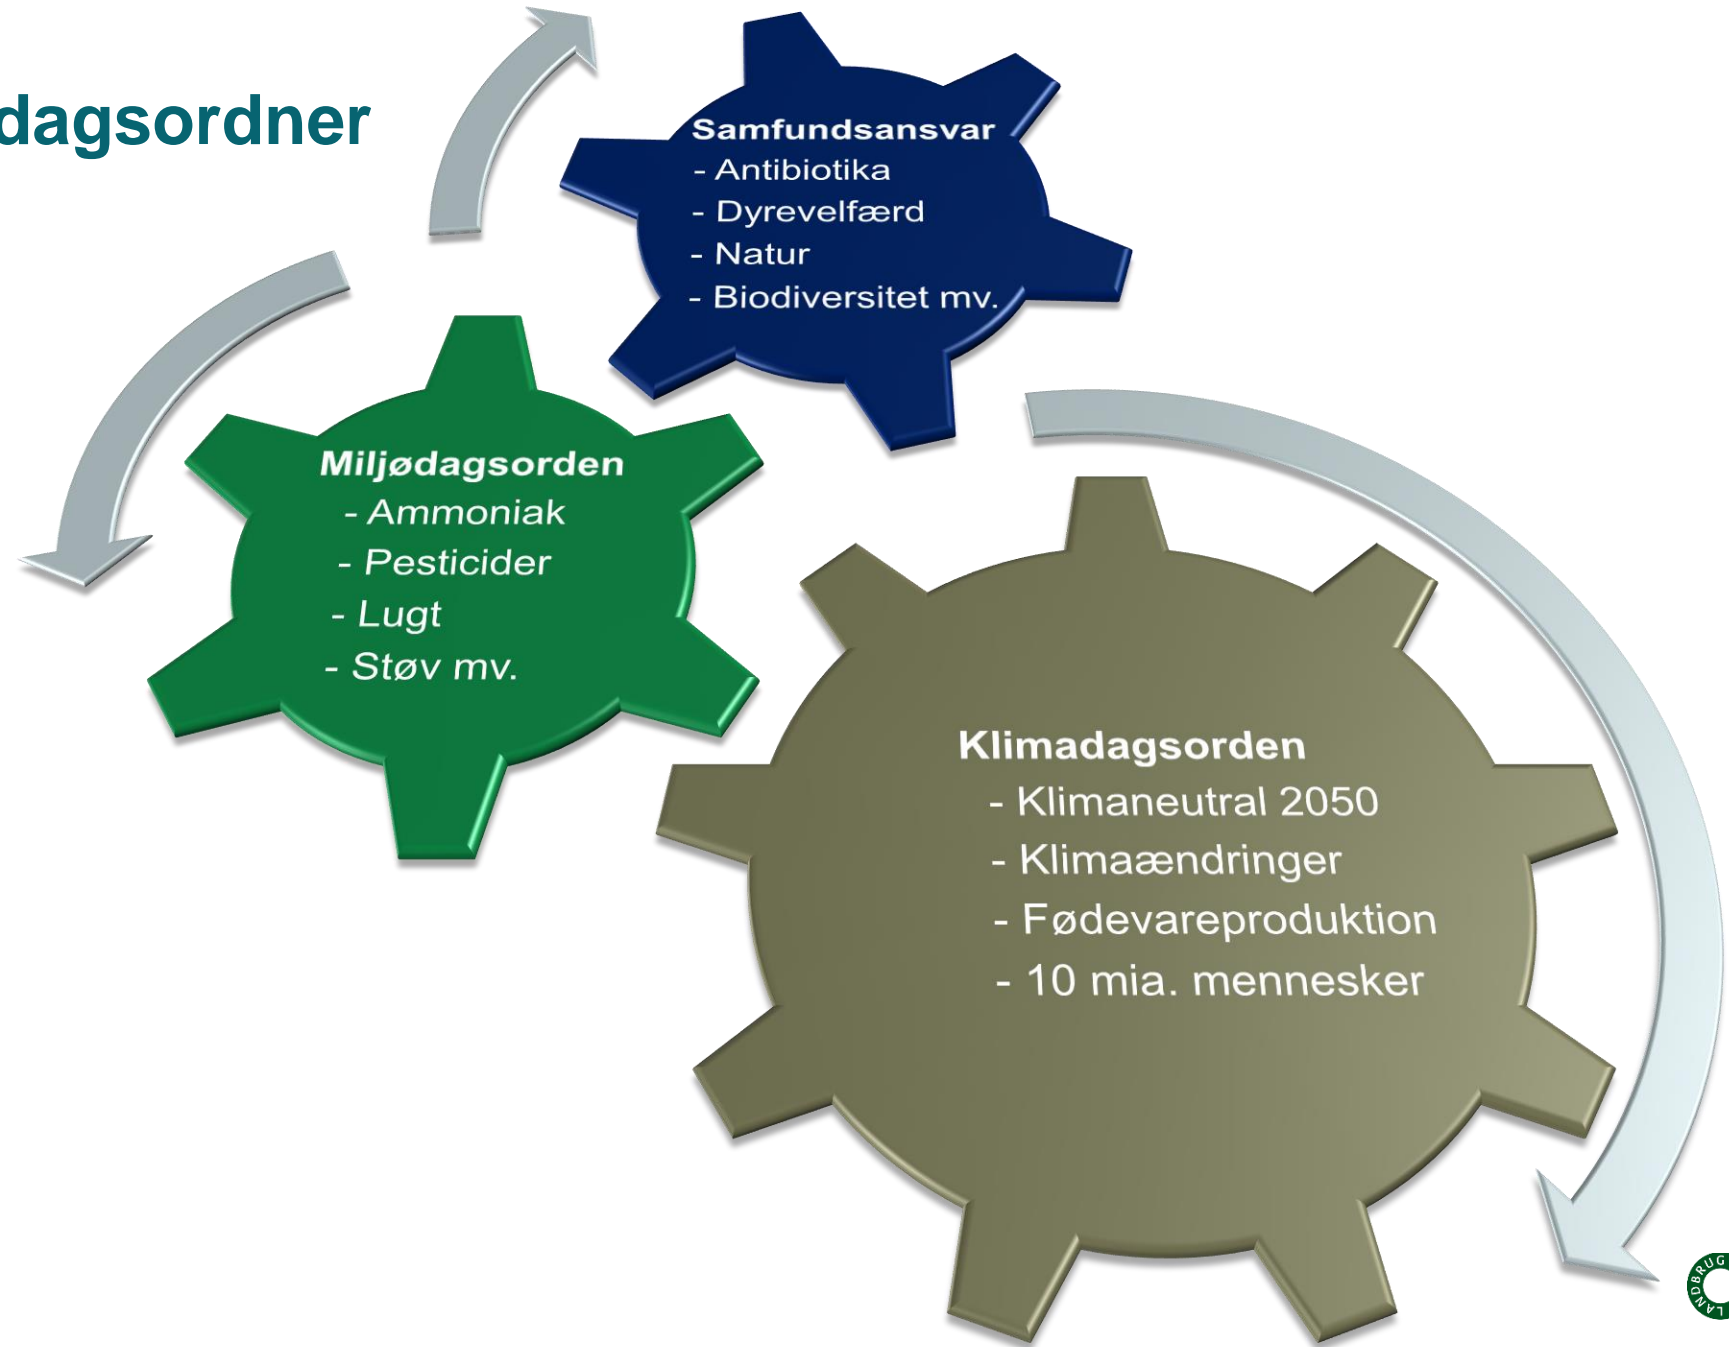 dagsordner
Samfundsansvar
- Antibiotika
- Dyrevelfærd
- Natur
- Biodiversitet mv.
Miljødagsorden
- Ammoniak
- Pesticider
- Lugt
- Støv mv.
Klimadagsorden
- Klimaneutral 2050
- Klimaændringer
- Fødevareproduktion
- 10 mia. mennesker
LANDBRUG